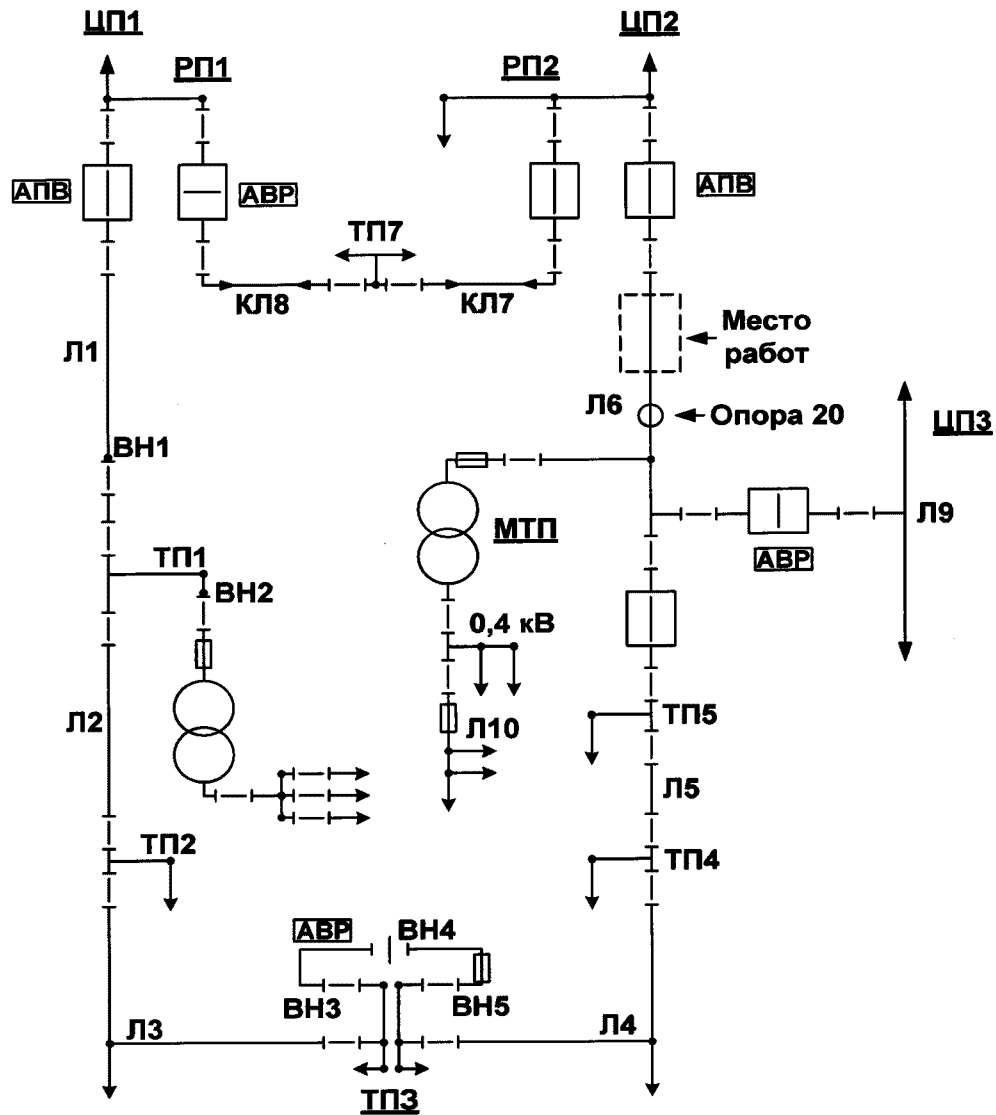 ЦП1
ЦП2
РП1
РП2
АПВ
АВР
АПВ
ТП7
КЛ8
КЛ7
Место
работ
Л1
Л6
Опора 20
ЦП3
ВН1
МТП
Л9
АВР
ТП1
ВН2
0,4 кВ
Л2
Л10
ТП5
Л5
ТП2
ТП4
АВР
ВН4
ВН3
ВН5
Л3
Л4
ТП3